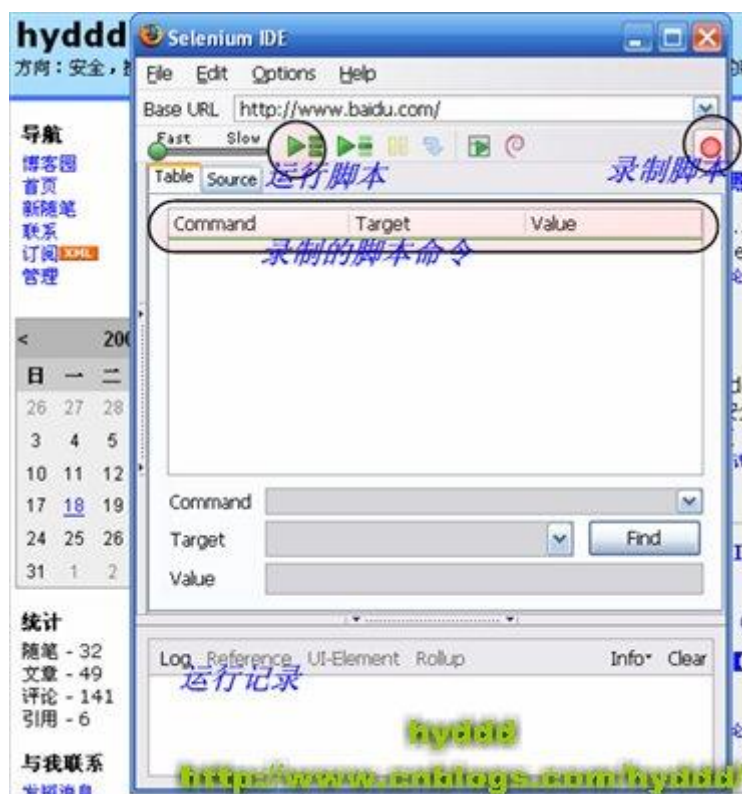 hyddd
方向：安全，
导航
博客园
首页
新随笔
联系
订阅 XML
管理
< 200
日 一 二
26 27 28
3 4 5
10 11 12
17 18 19
24 25 26
31 1 2
统计
随笔 - 32
文章 - 49
评论 - 141
引用 - 6
与我联系
发短消息
Selenium IDE
File Edit Options Help
Base URL http://www.baidu.com/
Fast Slow
运行脚本
录制脚本
Table Source
Command Target Value
录制的脚本命令
Command
Target Find
Value
Log Reference UI-Element Rollup Info Clear
运行记录
hyddd
http://www.cnblogs.com/hyddd